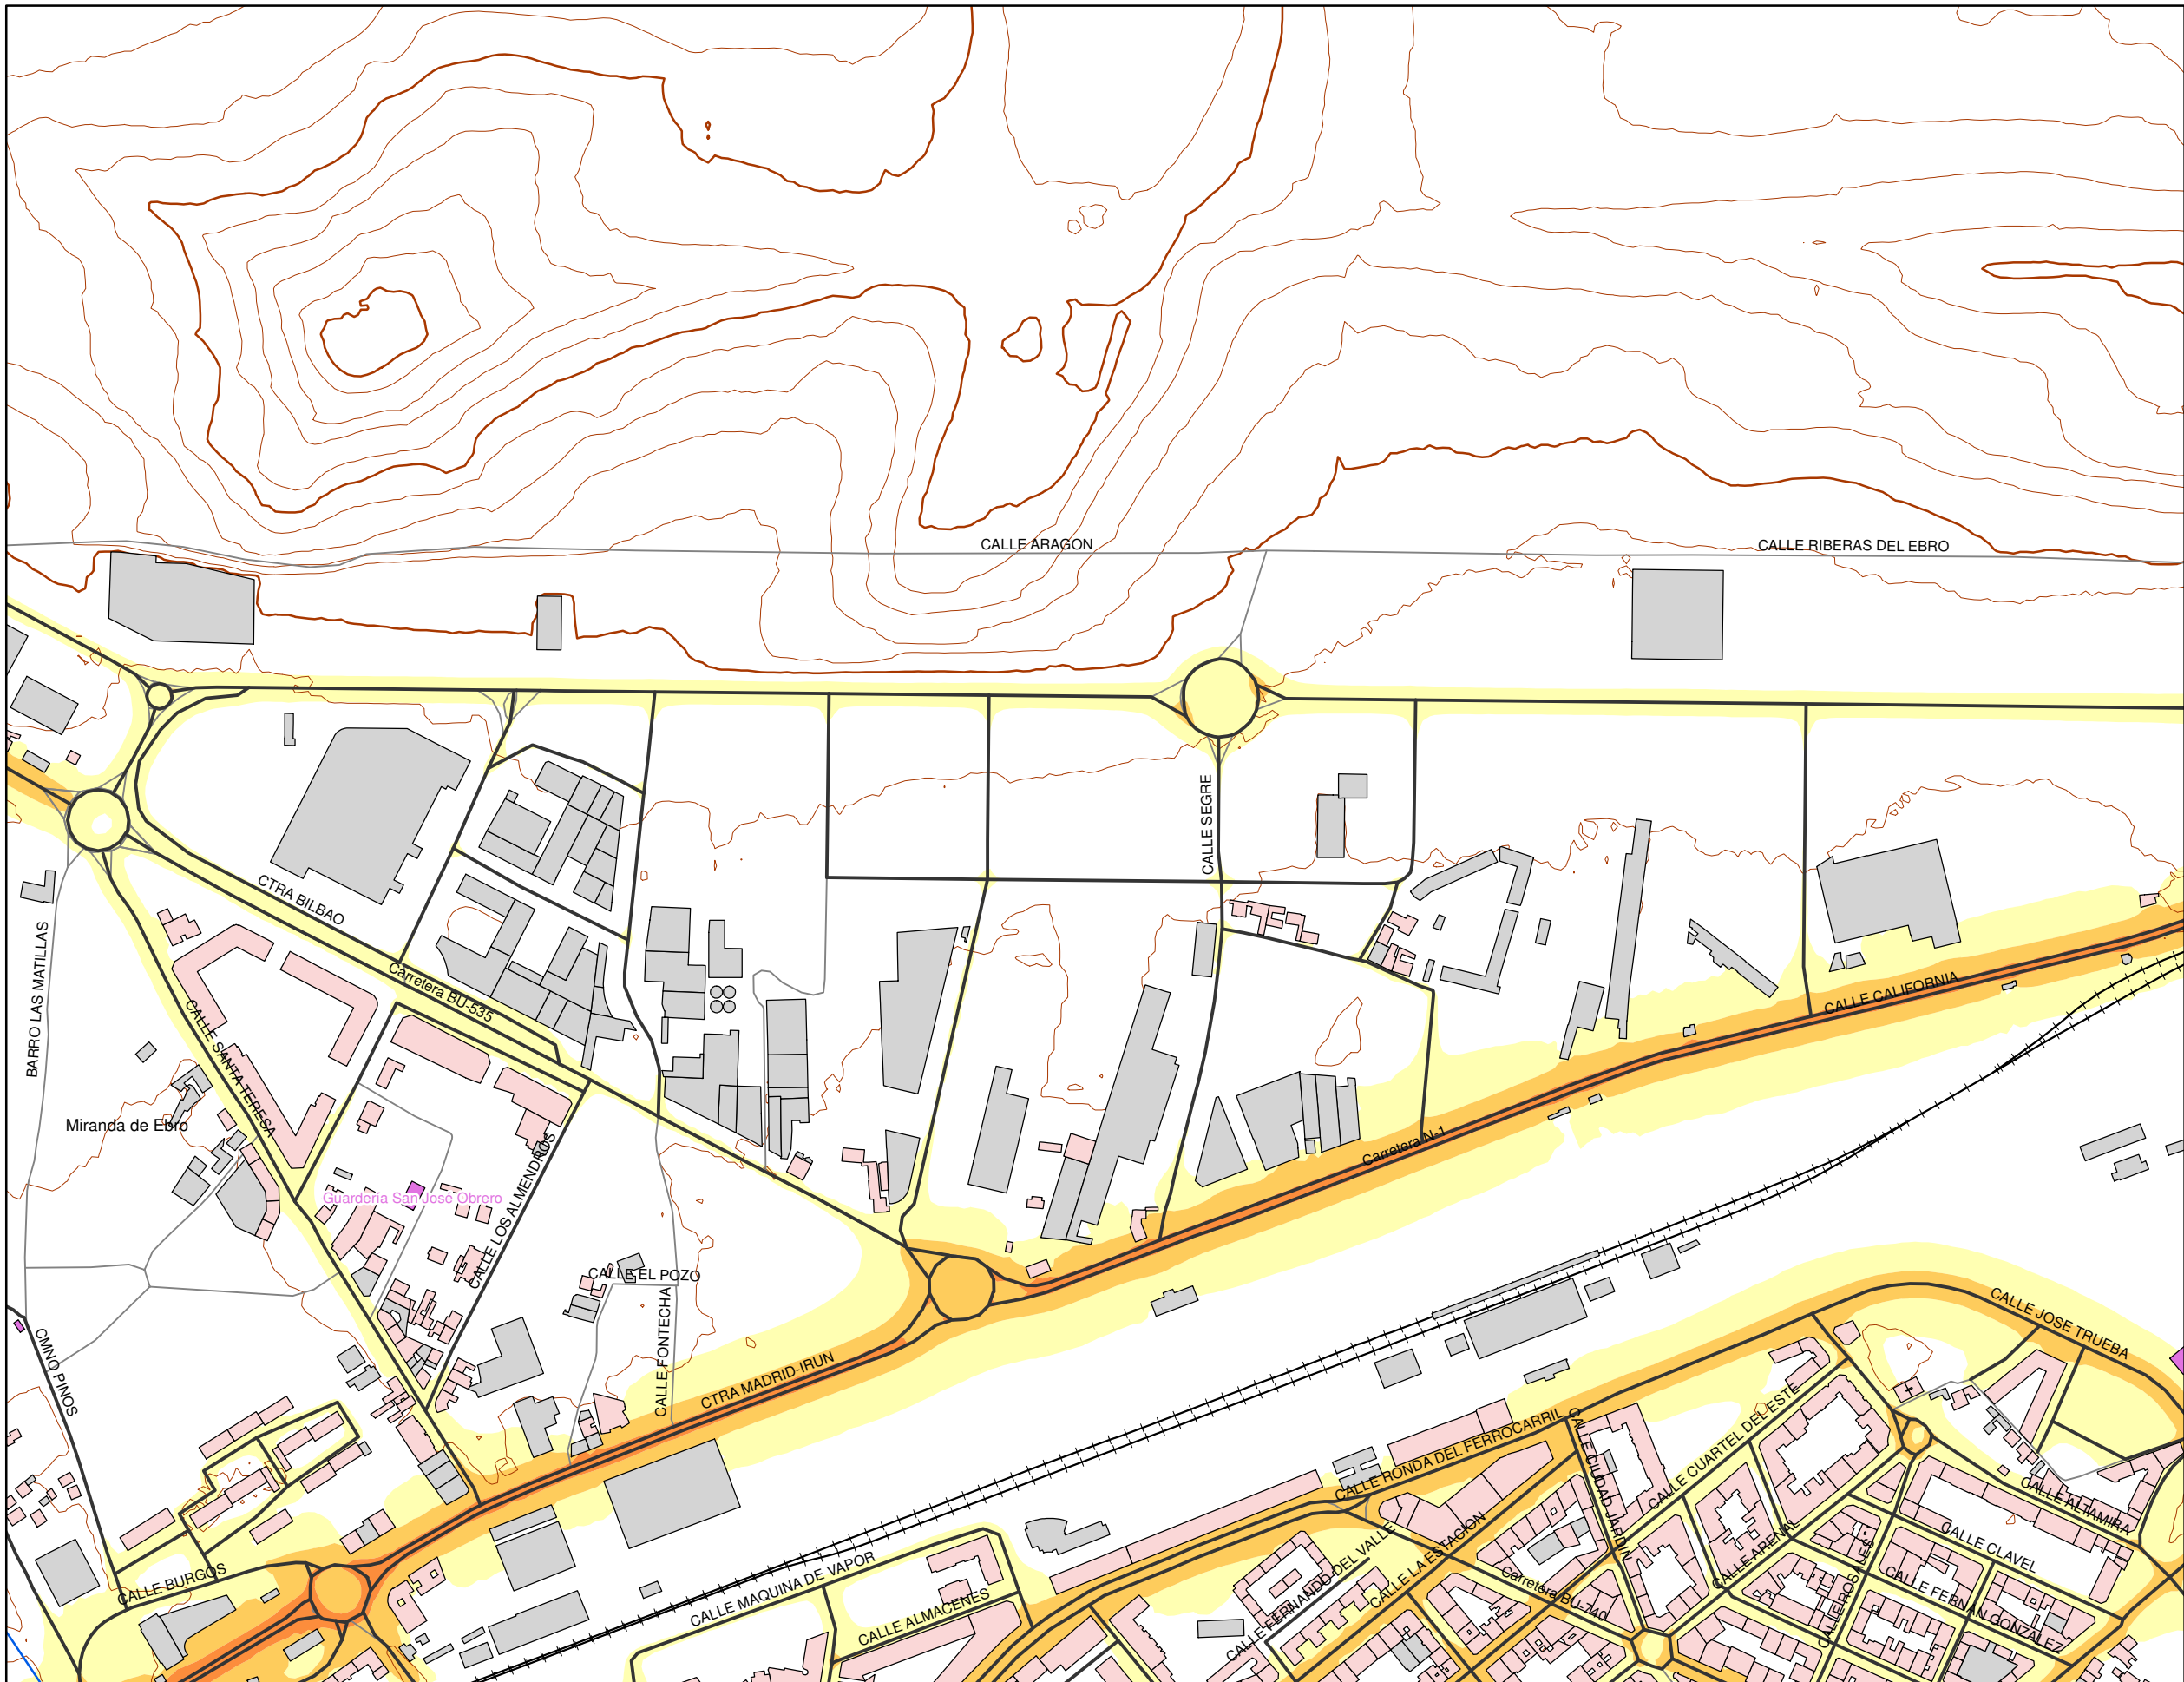 CALLE ARAGON
CALLE RIBERAS DEL EBRO
CALLE SEGRE
CTRA BILBAO
BARRO LAS MATILLAS
Carretera BU-535
CALLE CALIFORNIA
CALLE SANTA TERESA
Miranda de Ebro
Carretera N-1
CALLE LOS ALMENDROS
Guardería San José Obrero
CALLE EL POZO
CALLE FONTECHA
CMNO PINOS
CALLE JOSE TRUEBA
CTRA MADRID-IRUN
CALLE CUARTEL DEL ESTE
CALLE RONDA DEL FERROCARRIL
CALLE CIUDAD JARDIN
CALLE ALTAMIRA
CALLE CLAVEL
CALLE ARENAL
CALLE LA ESTACION
CALLE MAQUINA DE VAPOR
CALLE BURGOS
CALLE FERNANDO DEL VALLE
Carretera BU-740
CALLE ROSALES
CALLE FERNAN GONZALEZ
CALLE ALMACENES